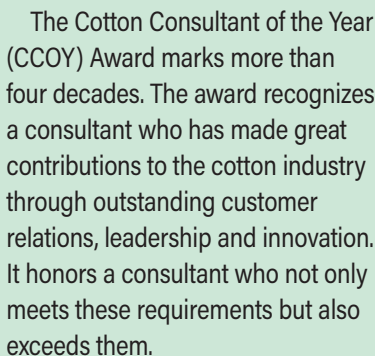 The Cotton Consultant of the Year
(CCOY) Award marks more than
four decades. The award recognizes
a consultant who has made great
contributions to the cotton industry
through outstanding customer
relations, leadership and innovation.
It honors a consultant who not only
meets these requirements but also
exceeds them.